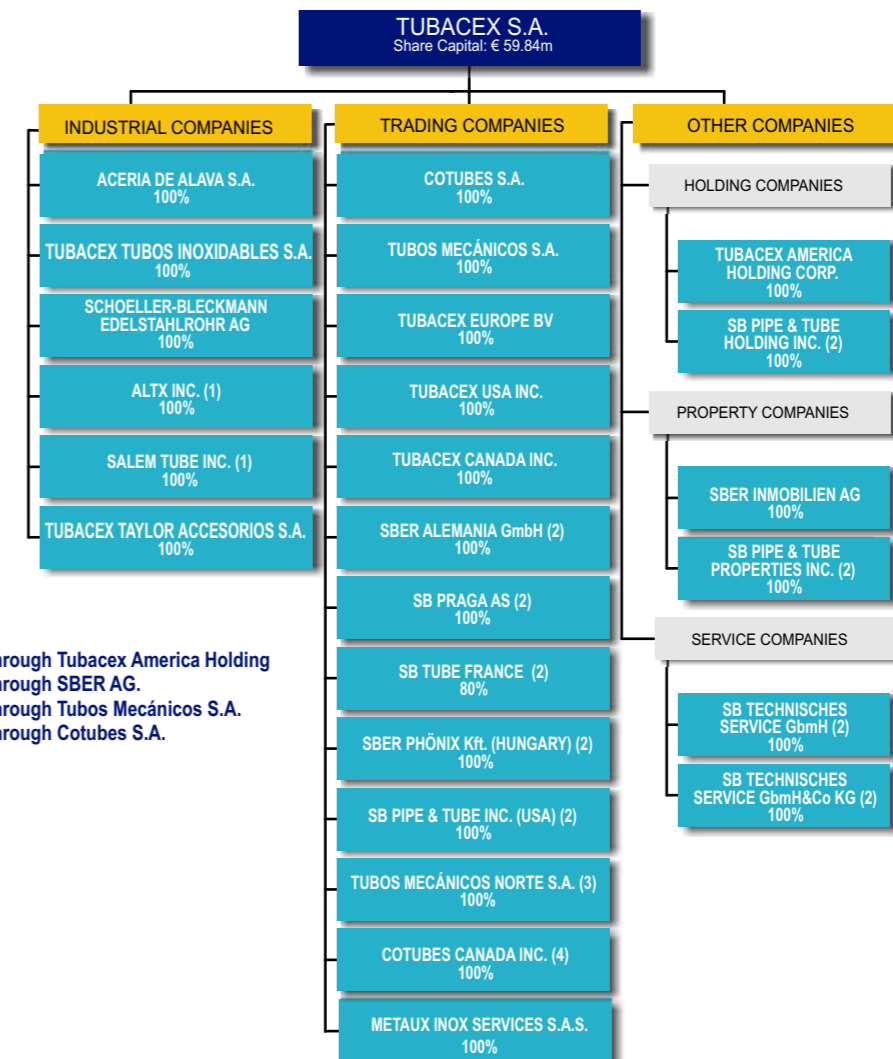 TUBACEX S.A.
Share Capital: € 59.84m
INDUSTRIAL COMPANIES
ACERIA DE ALAVA S.A.
100%
TUBACEX TUBOS INOXIDABLES S.A.
100%
SCHOELLER-BLECKMANN
EDELSTAHLROHR AG
100%
ALTX INC. (1)
100%
SALEM TUBE INC. (1)
100%
TUBACEX TAYLOR ACCESORIOS S.A.
100%
TRADING COMPANIES
COTUBES S.A.
100%
TUBOS MECÁNICOS S.A.
100%
TUBACEX EUROPE BV
100%
TUBACEX USA INC.
100%
TUBACEX CANADA INC.
100%
SBER ALEMANIA GmbH (2)
100%
SB PRAGA AS (2)
100%
SB TUBE FRANCE (2)
80%
SBER PHÖNIX Kft. (HUNGARY) (2)
100%
SB PIPE & TUBE INC. (USA) (2)
100%
TUBOS MECÁNICOS NORTE S.A. (3)
100%
COTUBES CANADA INC. (4)
100%
METAUX INOX SERVICES S.A.S.
100%
OTHER COMPANIES
HOLDING COMPANIES
TUBACEX AMERICA
HOLDING CORP.
100%
SB PIPE & TUBE
HOLDING INC. (2)
100%
PROPERTY COMPANIES
SBER INMOBILIEN AG
100%
SB PIPE & TUBE
PROPERTIES INC. (2)
100%
SERVICE COMPANIES
SB TECHNISCHES
SERVICE GbmH (2)
100%
SB TECHNISCHES
SERVICE GbmH&Co KG (2)
100%
hrough Tubacex America Holding
hrough SBER AG.
hrough Tubos Mecánicos S.A.
hrough Cotubes S.A.